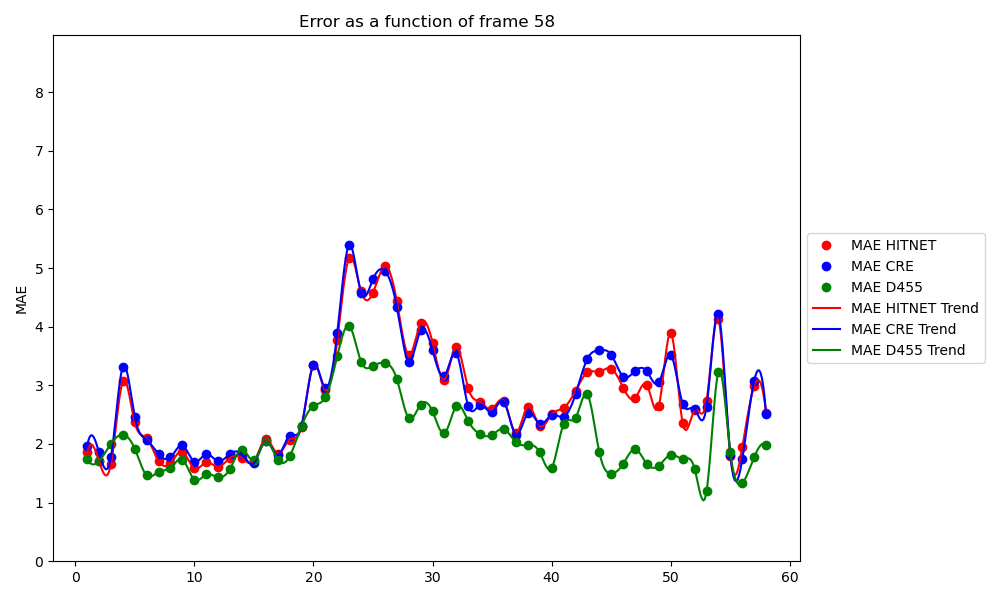 Error as a function of frame 58
MAE
8
7
6
5
4
3
2
1
0
0 10 20 30 40 50 60
MAE HITNET
MAE CRE
MAE D455
MAE HITNET Trend
MAE CRE Trend
MAE D455 Trend